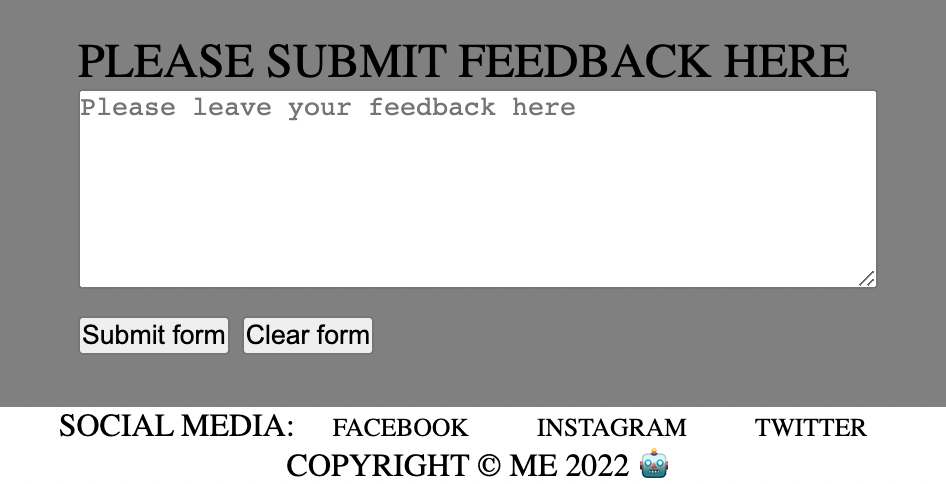 PLEASE SUBMIT FEEDBACK HERE
Please leave your feedback here
Submit form Clear form
SOCIAL MEDIA: FACEBOOK INSTAGRAM TWITTER
COPYRIGHT © ME 2022 🤖